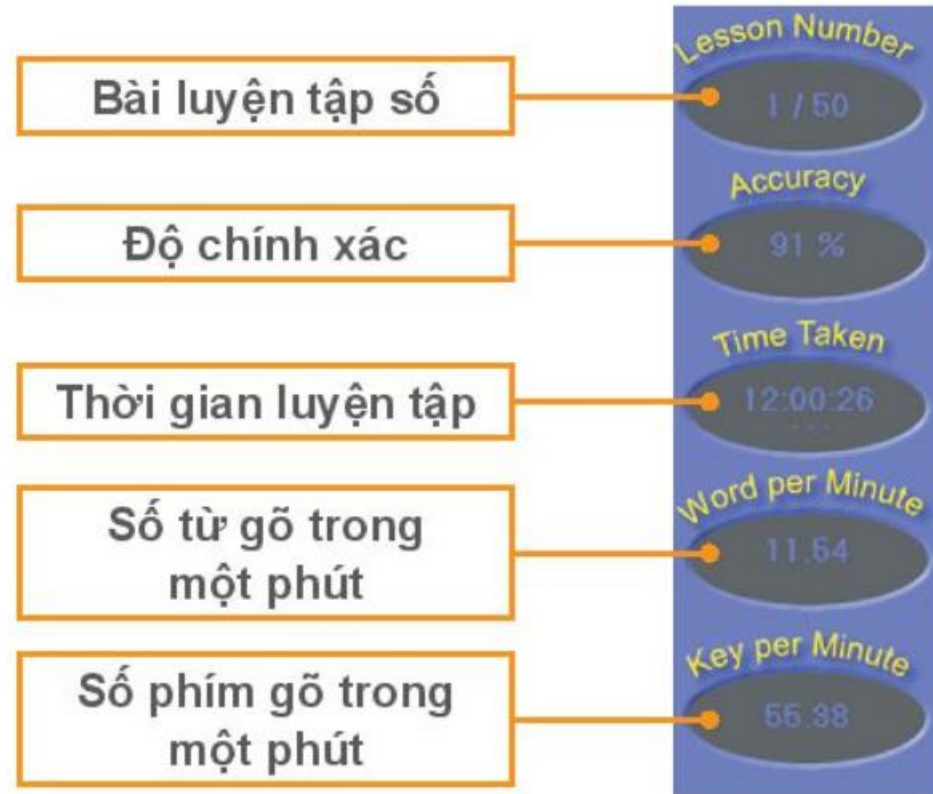 Lesson Number
Bài luyện tập số
1 / 50
Accuracy
Độ chính xác
91 %
Time Taken
Thời gian luyện tập
12:00:26
Word per Minute
Số từ gõ trong
một phút
11.54
Key per Minute
Số phím gõ trong
một phút
55.38